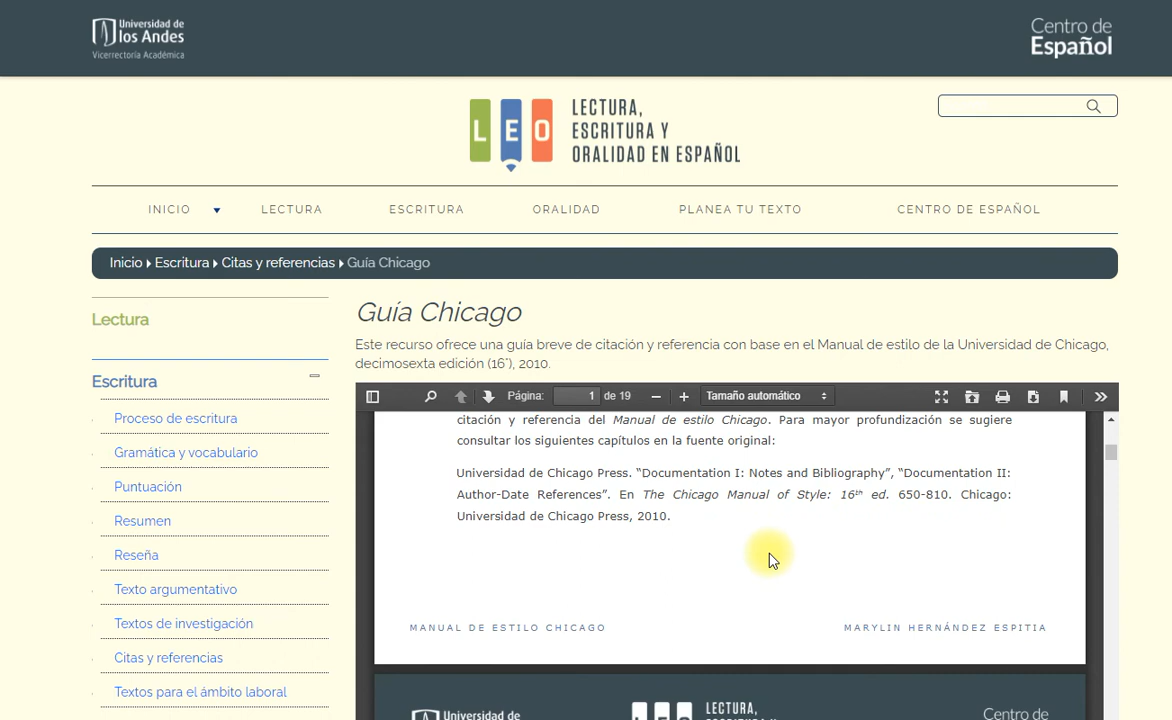 Universidad de
los Andes
Vicerrectoría Académica
Centro de
Español
LEO
LECTURA,
ESCRITURA Y
ORALIDAD EN ESPAÑOL
INICIO LECTURA ESCRITURA ORALIDAD PLANEA TU TEXTO CENTRO DE ESPAÑOL
Inicio Escritura Citas y referencias Guía Chicago
Lectura
Escritura
Proceso de escritura
Gramática y vocabulario
Puntuación
Resumen
Reseña
Texto argumentativo
Textos de investigación
Citas y referencias
Textos para el ámbito laboral
Guía Chicago
Este recurso ofrece una guía breve de citación y referencia con base en el Manual de estilo de la Universidad de Chicago,
decimosexta edición (16°), 2010.
Página: 1 de 19 Tamaño automático
citación y referencia del Manual de estilo Chicago. Para mayor profundización se sugiere
consultar los siguientes capítulos en la fuente original:
Universidad de Chicago Press. “Documentation I: Notes and Bibliography”, “Documentation II:
Author-Date References”. En The Chicago Manual of Style: 16th ed. 650-810. Chicago:
Universidad de Chicago Press, 2010.
MANUAL DE ESTILO CHICAGO MARYLIN HERNÁNDEZ ESPITIA
Universidad de
LECTURA,
Centro de